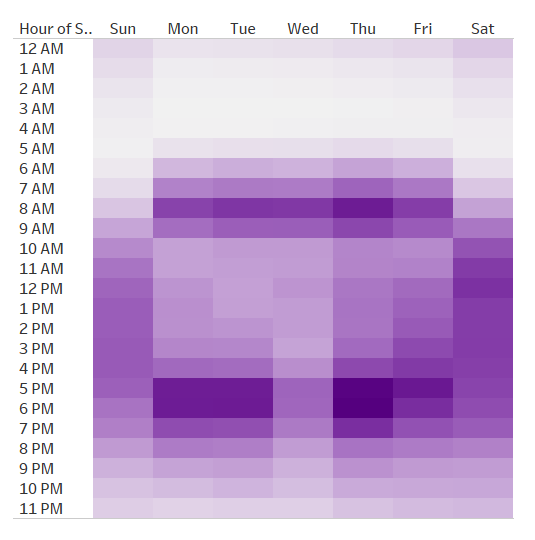 Hour of S.. Sun Mon Tue Wed Thu Fri Sat
12 AM
1 AM
2 AM
3 AM
4 AM
5 AM
6 AM
7 AM
8 AM
9 AM
10 AM
11 AM
12 PM
1 PM
2 PM
3 PM
4 PM
5 PM
6 PM
7 PM
8 PM
9 PM
10 PM
11 PM